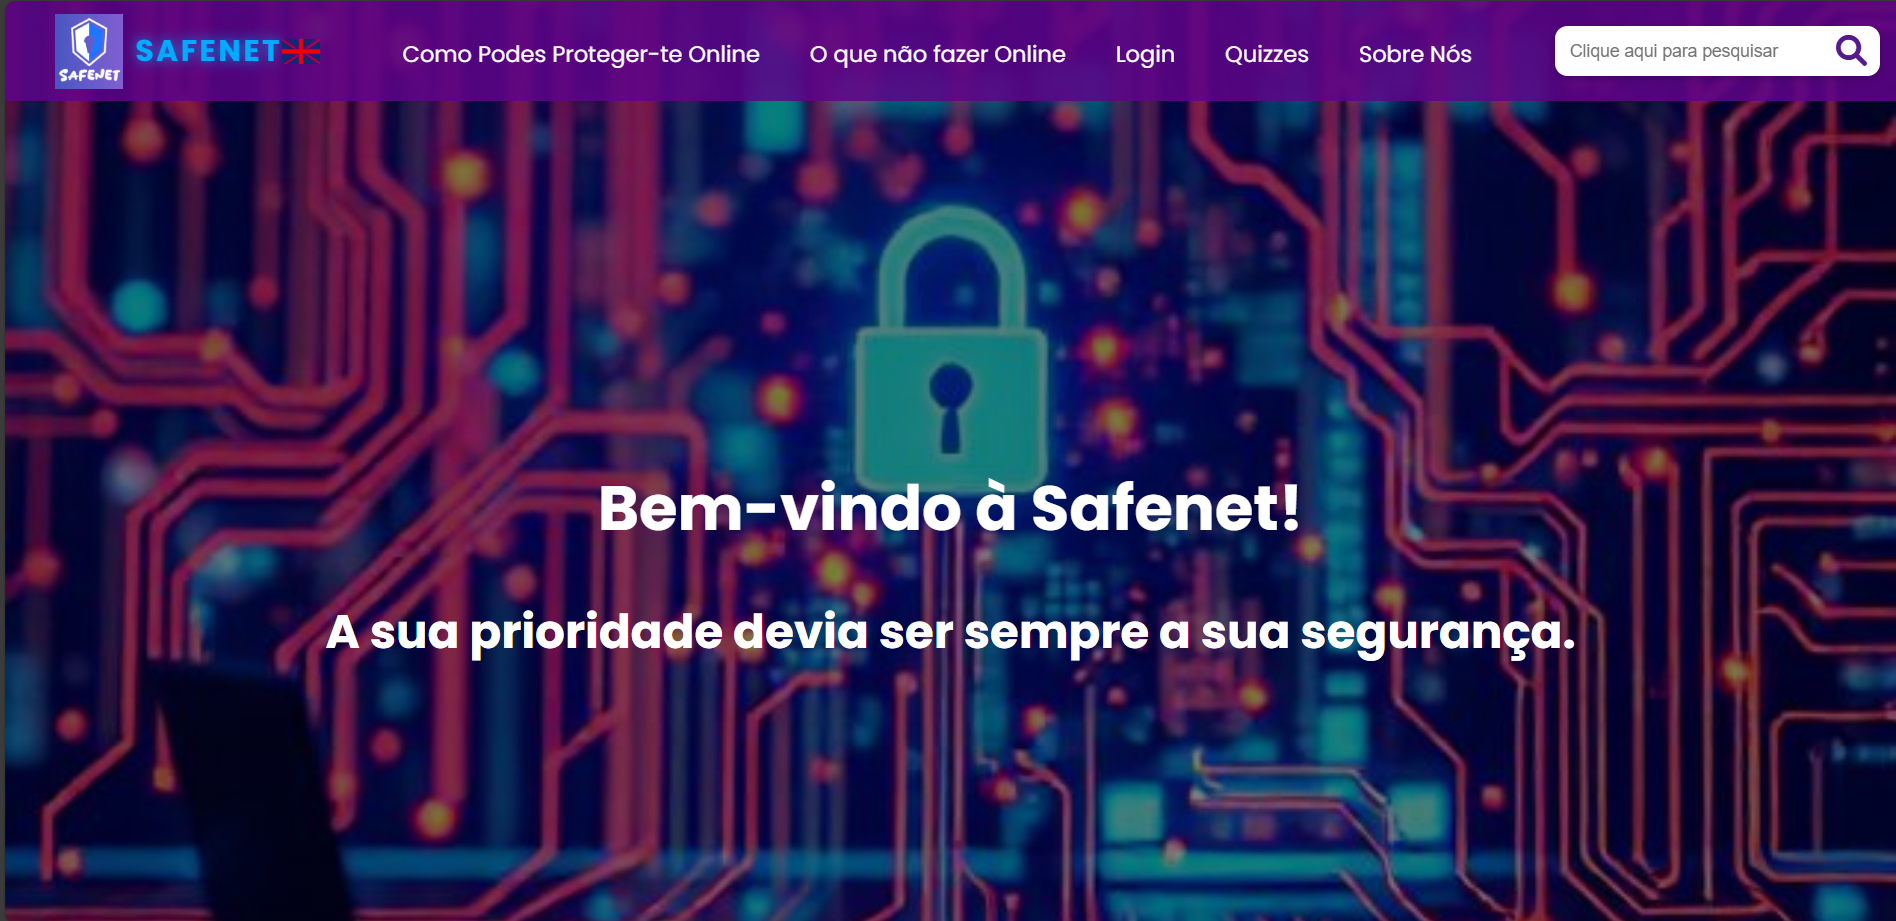 SAFENET
SAFENET
Como Podes Proteger-te Online
O que não fazer Online
Login
Quizzes
Sobre Nós
Clique aqui para pesquisar
Bem-vindo à Safenet!
A sua prioridade devia ser sempre a sua segurança.